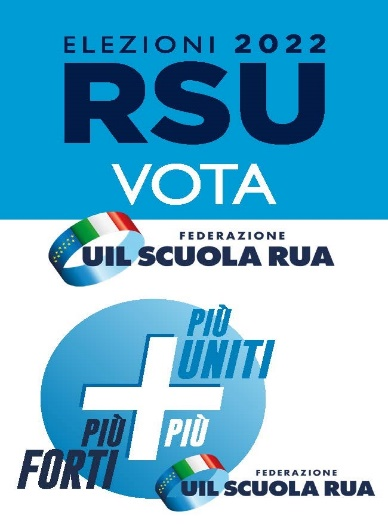 ELEZIONI 2022
RSU
VOTA
FEDERAZIONE
UIL SCUOLA RUA
PIÙ
UNITI
PIÙ
FORTI
PIÙ
FEDERAZIONE
UIL SCUOLA RUA